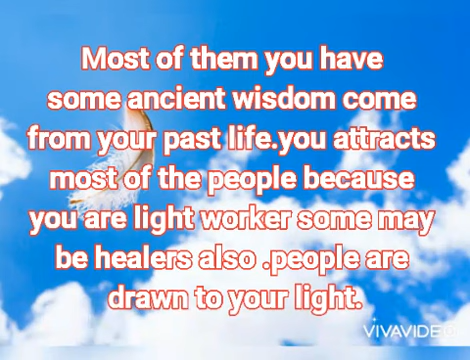 Most of them you have
some ancient wisdom come
from your past life.you attracts
most of the people because
you are light worker some may
be healers also .people are
drawn to your light.
VIVAVIDEO